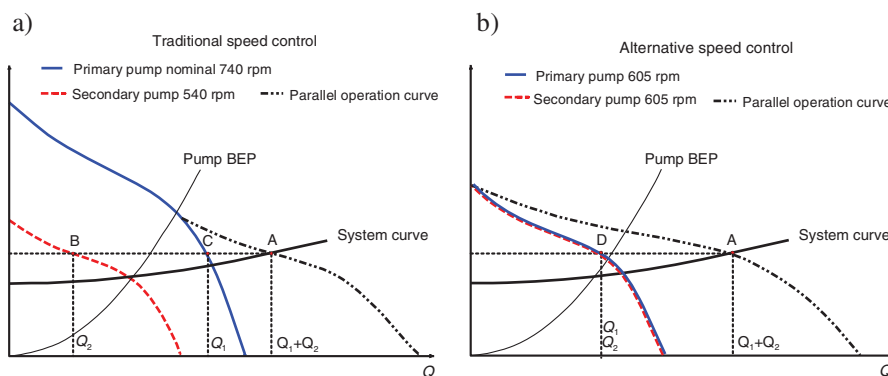 a)
Traditional speed control
Primary pump nominal 740 rpm
Secondary pump 540 rpm
Parallel operation curve
Pump BEP
B
C
A
System curve
Q₂
Q₁
Q₁+Q₂
Q
b)
Alternative speed control
Primary pump 605 rpm
Secondary pump 605 rpm
Parallel operation curve
Pump BEP
D
A
System curve
Q₁
Q₂
Q₁+Q₂
Q